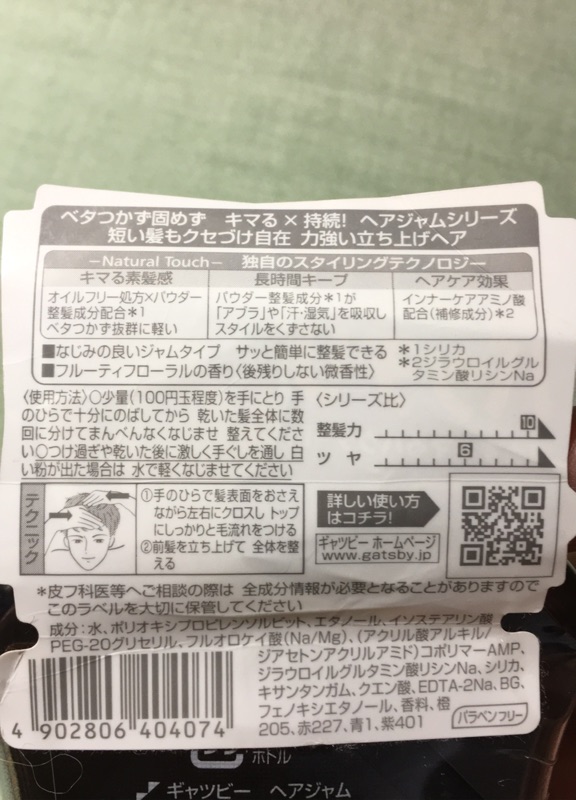 ベタつかず固めず キマる×持続! ヘアジャムシリーズ
短い髪もクセづけ自在 力強い立ち上げヘア
−Natural Touch− 独自のスタイリングテクノロジー
キマる素髪感 長時間キープ ヘアケア効果
オイルフリー処方×パウダー
整髪成分配合*1
ベタつかず抜群に軽い
パウダー整髪成分*1が
「アブラ」や「汗・湿気」を吸収し
スタイルをくずさない
インナーケアアミノ酸
配合(補修成分)*2
■なじみの良いジャムタイプ サッと簡単に整髪できる
■フルーティフローラルの香り〈後残りしない微香性〉
*1シリカ
*2ジラウロイルグル
タミン酸リシンNa
〈使用方法〉○少量(100円玉程度)を手にとり 手
のひらで十分にのばしてから 乾いた髪全体に数
回に分けてまんべんなくなじませ 整えてくださ
い○つけ過ぎや乾いた後に激しく手ぐしを通し 白
い粉が出た場合は 水で軽くなじませてください
〈シリーズ比〉
整髪力 10
ツヤ 6
テクニック
①手のひらで髪表面をおさえ
ながら左右にクロスし トップ
にしっかりと毛流れをつける
②前髪を立ち上げて 全体を整
える
詳しい使い方
はコチラ!
ギャツビー ホームページ
www.gatsby.jp
*皮フ科医等へご相談の際は 全成分情報が必要となることがありますので
このラベルを大切に保管してください
成分:水、ポリオキシプロピレンソルビット、エタノール、イソステアリン酸
PEG-20グリセリル、フルオロケイ酸(Na/Mg)、(アクリル酸アルキル/
ジアセトンアクリルアミド)コポリマーAMP、
ジラウロイルグルタミン酸リシンNa、シリカ、
キサンタンガム、クエン酸、EDTA-2Na、BG、
フェノキシエタノール、香料、橙
205、赤227、青1、紫401
パラベンフリー
4 902806 404074
ボトル
ギャツビー ヘアジャム